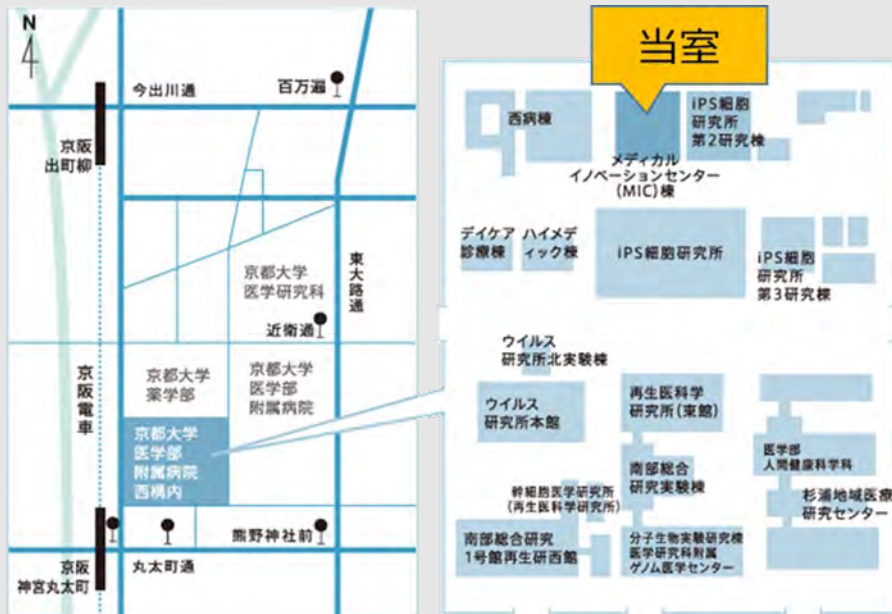 N
今出川通
百万遍
京阪
出町柳
京都大学
医学研究科
東大路通
近衛通
京阪電車
京都大学
薬学部
京都大学
医学部
附属病院
京都大学
医学部
附属病院
西構内
熊野神社前
京阪
神宮丸太町
丸太町通
当室
西病棟
メディカル
イノベーションセンター
(MIC)棟
iPS細胞
研究所
第2研究棟
デイケア
診療棟
ハイメデ
ィック棟
iPS細胞研究所
iPS細胞
研究所
第3研究棟
ウイルス
研究所北実験棟
ウイルス
研究所本館
再生医科学
研究所(東館)
医学部
人間健康科学科
南部総合
研究実験棟
幹細胞医学研究所
(再生医科学研究所)
杉浦地域医療
研究センター
南部総合研究
1号館再生研西館
分子生物実験研究棟
医学研究科附属
ゲノム医学センター